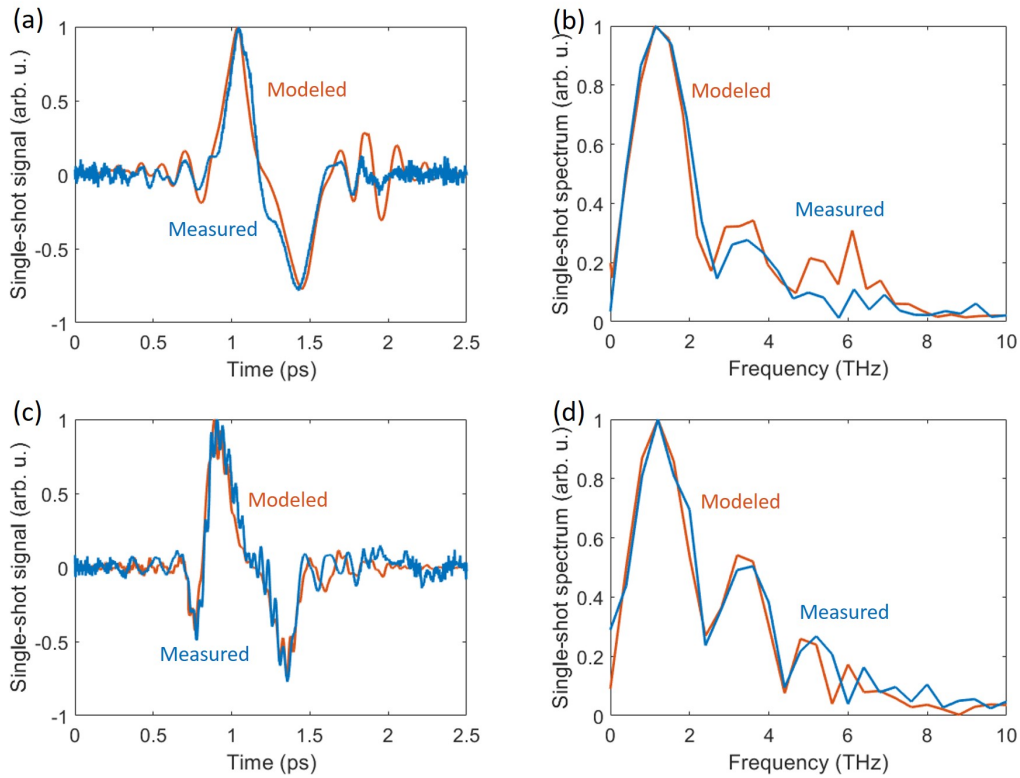 (a)
Single-shot signal (arb. u.)
1
0.5
0
-0.5
-1
Modeled
Measured
0 0.5 1 1.5 2 2.5
Time (ps)
(b)
Single-shot spectrum (arb. u.)
1
0.8
0.6
0.4
0.2
0
Modeled
Measured
0 2 4 6 8 10
Frequency (THz)
(c)
Single-shot signal (arb. u.)
1
0.5
0
-0.5
-1
Modeled
Measured
0 0.5 1 1.5 2 2.5
Time (ps)
(d)
Single-shot spectrum (arb. u.)
1
0.8
0.6
0.4
0.2
0
Modeled
Measured
0 2 4 6 8 10
Frequency (THz)